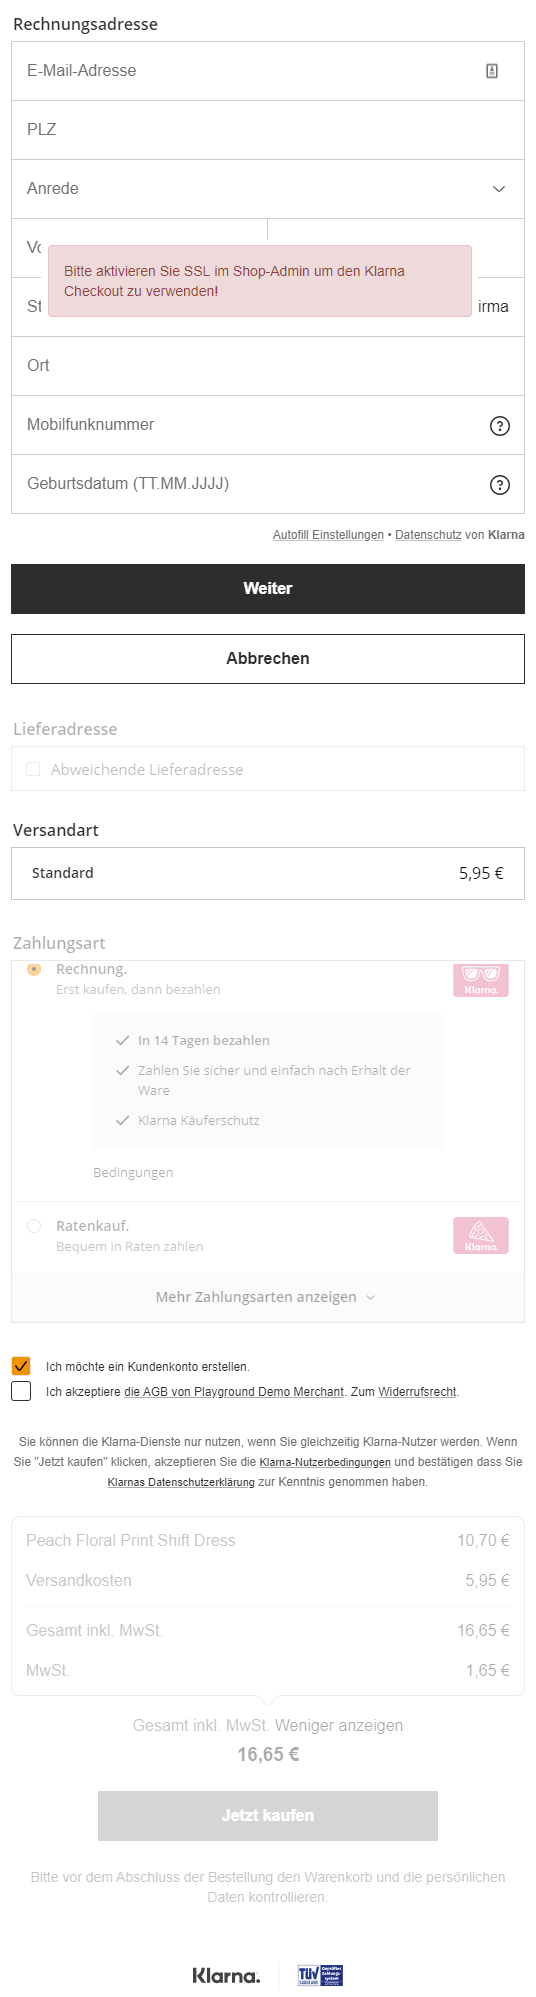 Rechnungsadresse
E-Mail-Adresse
PLZ
Anrede
Vo
Bitte aktivieren Sie SSL im Shop-Admin um den Klarna
Checkout zu verwenden!
St
irma
Ort
Mobilfunknummer
Geburtsdatum (TT.MM.JJJJ)
Autofill Einstellungen • Datenschutz von Klarna
Weiter
Abbrechen
Lieferadresse
Abweichende Lieferadresse
Versandart
Standard 5,95 €
Zahlungsart
Rechnung.
Erst kaufen, dann bezahlen
Klarna.
In 14 Tagen bezahlen
Zahlen Sie sicher und einfach nach Erhalt der
Ware
Klarna Käuferschutz
Bedingungen
Ratenkauf.
Bequem in Raten zahlen
Klarna.
Mehr Zahlungsarten anzeigen
Ich möchte ein Kundenkonto erstellen.
Ich akzeptiere die AGB von Playground Demo Merchant. Zum Widerrufsrecht.
Sie können die Klarna-Dienste nur nutzen, wenn Sie gleichzeitig Klarna-Nutzer werden. Wenn
Sie "Jetzt kaufen" klicken, akzeptieren Sie die Klarna-Nutzerbedingungen und bestätigen dass Sie
Klarnas Datenschutzerklärung zur Kenntnis genommen haben.
Peach Floral Print Shift Dress 10,70 €
Versandkosten 5,95 €
Gesamt inkl. MwSt. 16,65 €
MwSt. 1,65 €
Gesamt inkl. MwSt. Weniger anzeigen
16,65 €
Jetzt kaufen
Bitte vor dem Abschluss der Bestellung den Warenkorb und die persönlichen
Daten kontrollieren.
Klarna.
TÜV
SAARLAND
Geprüftes
Zahlungs-
system